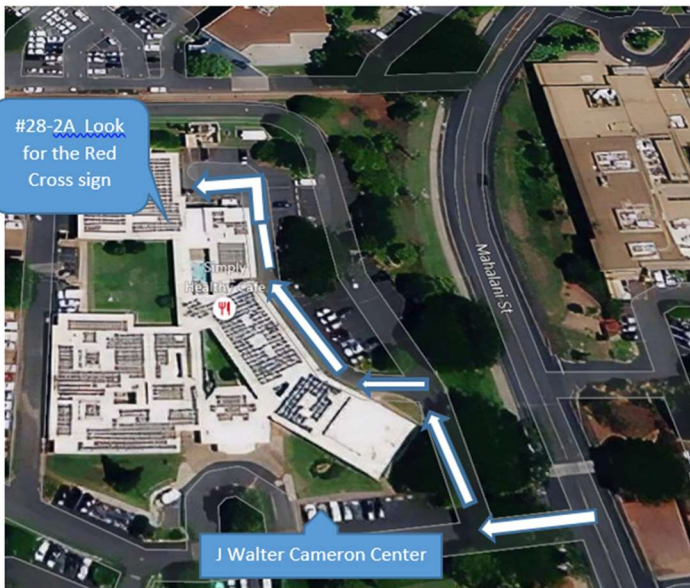 #28-2A Look
for the Red
Cross sign
Simply
Healthy Cafe
Mahalani St
J Walter Cameron Center